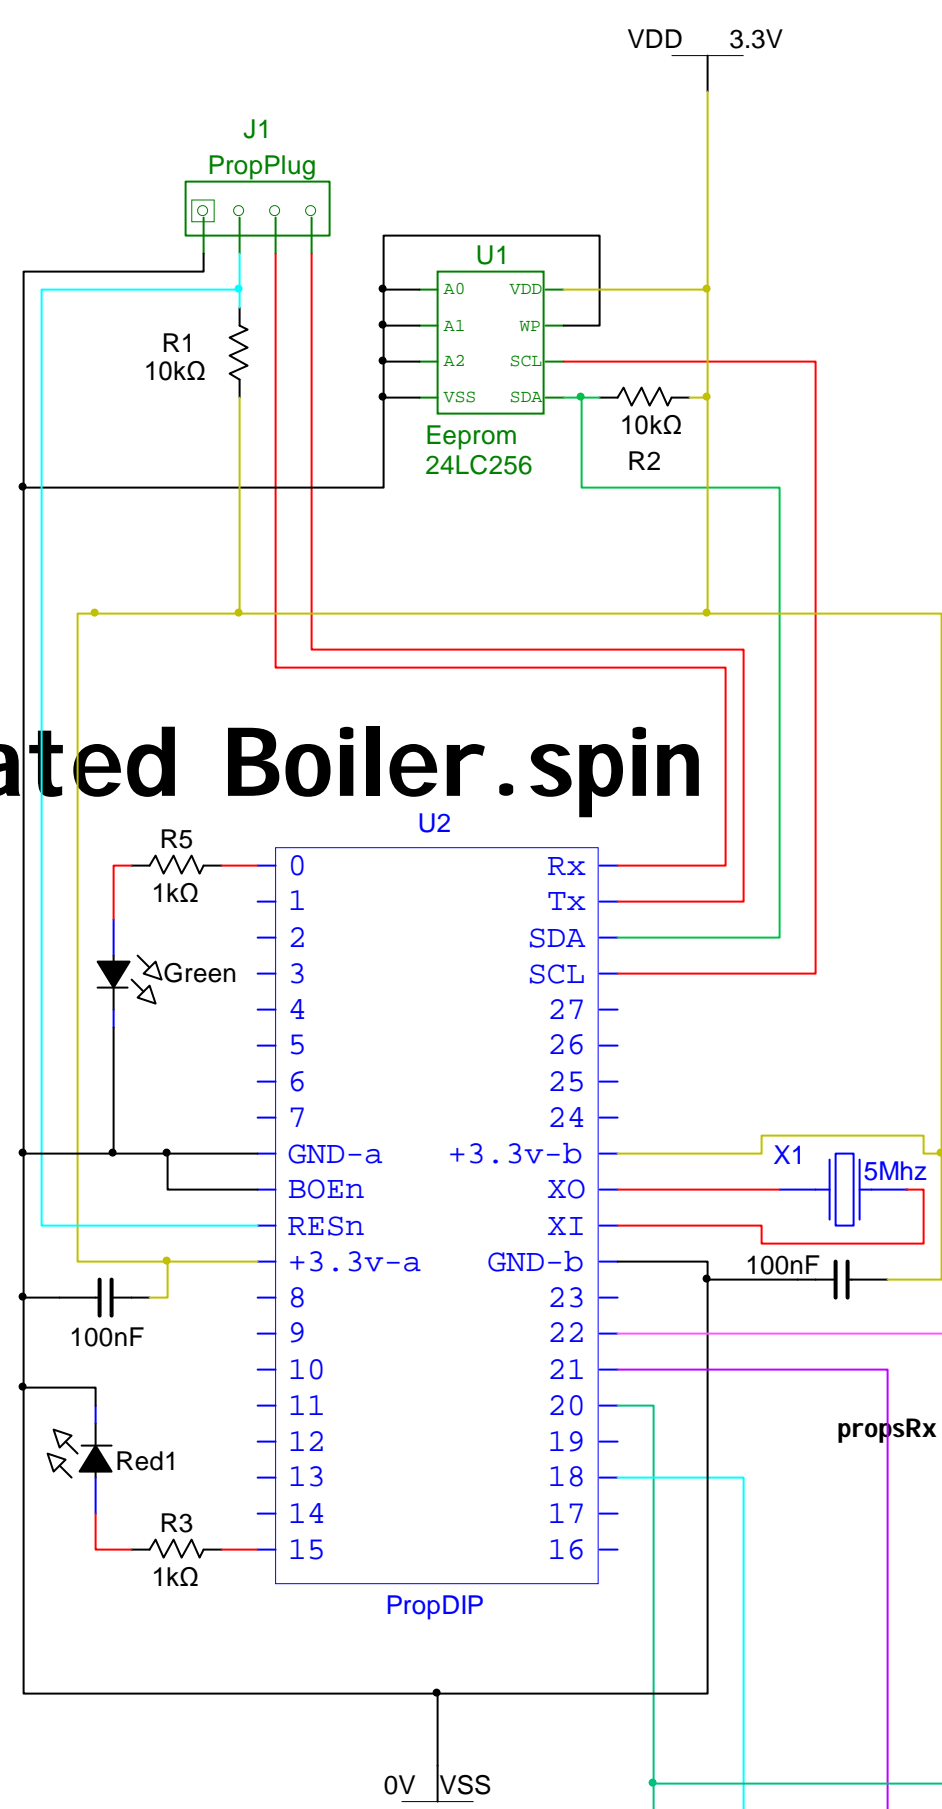 VDD 3.3V
J1
PropPlug
U1
A0 VDD
A1 WP
A2 SCL
VSS SDA
R1
10kΩ
10kΩ
R2
Eeprom
24LC256
ated Boiler.spin
U2
R5
1kΩ
0 Rx
1 Tx
2 SDA
Green
3 SCL
4 27
5 26
6 25
7 24
GND-a +3.3v-b
X1
BOEn XO
5Mhz
RESn XI
+3.3v-a GND-b
100nF
8 23
100nF
9 22
10 21
11 20
propsRx
12 19
Red1
13 18
14 17
R3
15 16
1kΩ
PropDIP
0V VSS